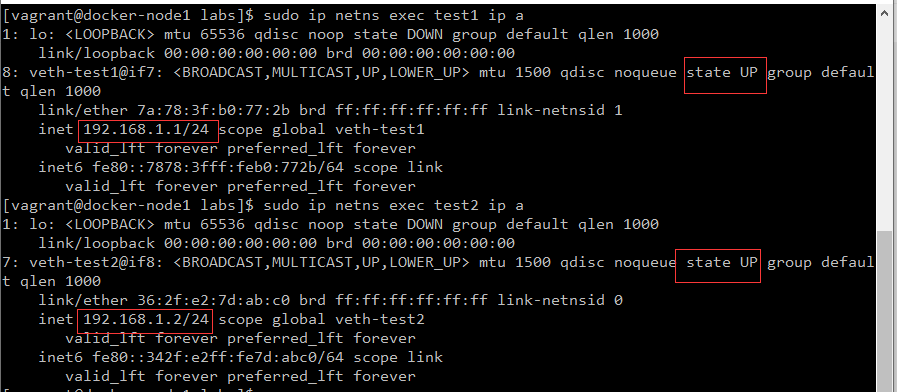 [vagrant@docker-node1 labs]$ sudo ip netns exec test1 ip a
1: lo: <LOOPBACK> mtu 65536 qdisc noop state DOWN group default qlen 1000
    link/loopback 00:00:00:00:00:00 brd 00:00:00:00:00:00
8: veth-test1@if7: <BROADCAST,MULTICAST,UP,LOWER_UP> mtu 1500 qdisc noqueue state UP group defaul
t qlen 1000
    link/ether 7a:78:3f:b0:77:2b brd ff:ff:ff:ff:ff:ff link-netnsid 1
    inet 192.168.1.1/24 scope global veth-test1
       valid_lft forever preferred_lft forever
    inet6 fe80::7878:3fff:feb0:772b/64 scope link
       valid_lft forever preferred_lft forever
[vagrant@docker-node1 labs]$ sudo ip netns exec test2 ip a
1: lo: <LOOPBACK> mtu 65536 qdisc noop state DOWN group default qlen 1000
    link/loopback 00:00:00:00:00:00 brd 00:00:00:00:00:00
7: veth-test2@if8: <BROADCAST,MULTICAST,UP,LOWER_UP> mtu 1500 qdisc noqueue state UP group defaul
t qlen 1000
    link/ether 36:2f:e2:7d:ab:c0 brd ff:ff:ff:ff:ff:ff link-netnsid 0
    inet 192.168.1.2/24 scope global veth-test2
       valid_lft forever preferred_lft forever
    inet6 fe80::342f:e2ff:fe7d:abc0/64 scope link
       valid_lft forever preferred_lft forever